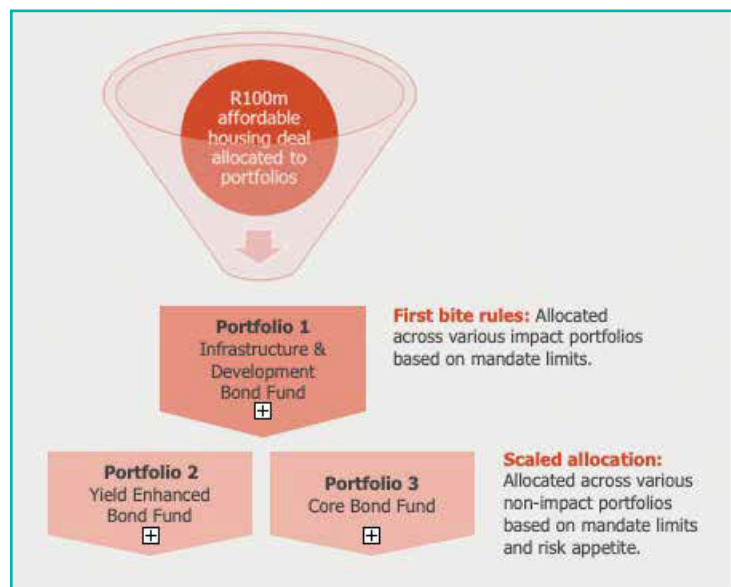 R100m
affordable
housing deal
allocated to
portfolios
Portfolio 1
Infrastructure &
Development
Bond Fund
First bite rules: Allocated
across various impact portfolios
based on mandate limits.
Portfolio 2
Yield Enhanced
Bond Fund
Portfolio 3
Core Bond Fund
Scaled allocation:
Allocated across various
non-impact portfolios
based on mandate limits
and risk appetite.